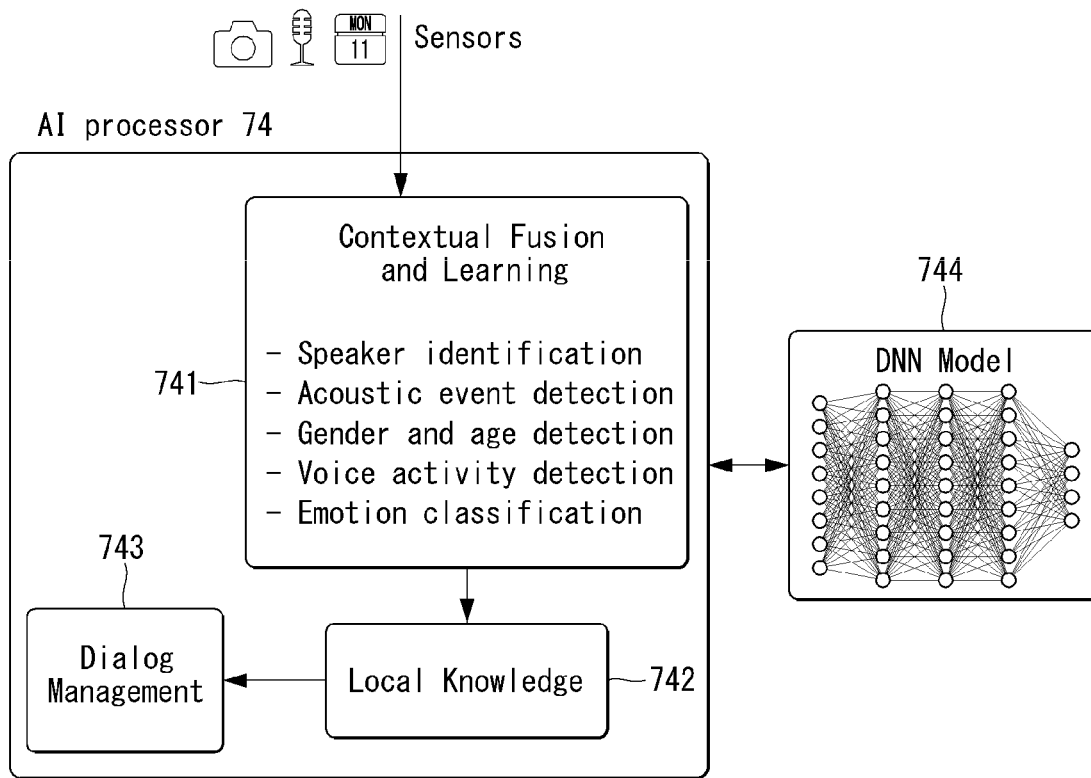 MON
11
Sensors
AI processor 74
Contextual Fusion
and Learning
- Speaker identification
- Acoustic event detection
- Gender and age detection
- Voice activity detection
- Emotion classification
741
744
DNN Model
743
Dialog
Management
Local Knowledge
742